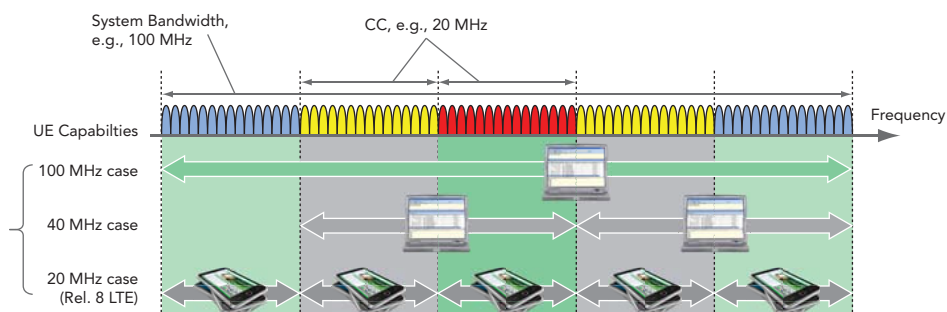 System Bandwidth,
e.g., 100 MHz
CC, e.g., 20 MHz
Frequency
UE Capabilties
100 MHz case
40 MHz case
20 MHz case
(Rel. 8 LTE)